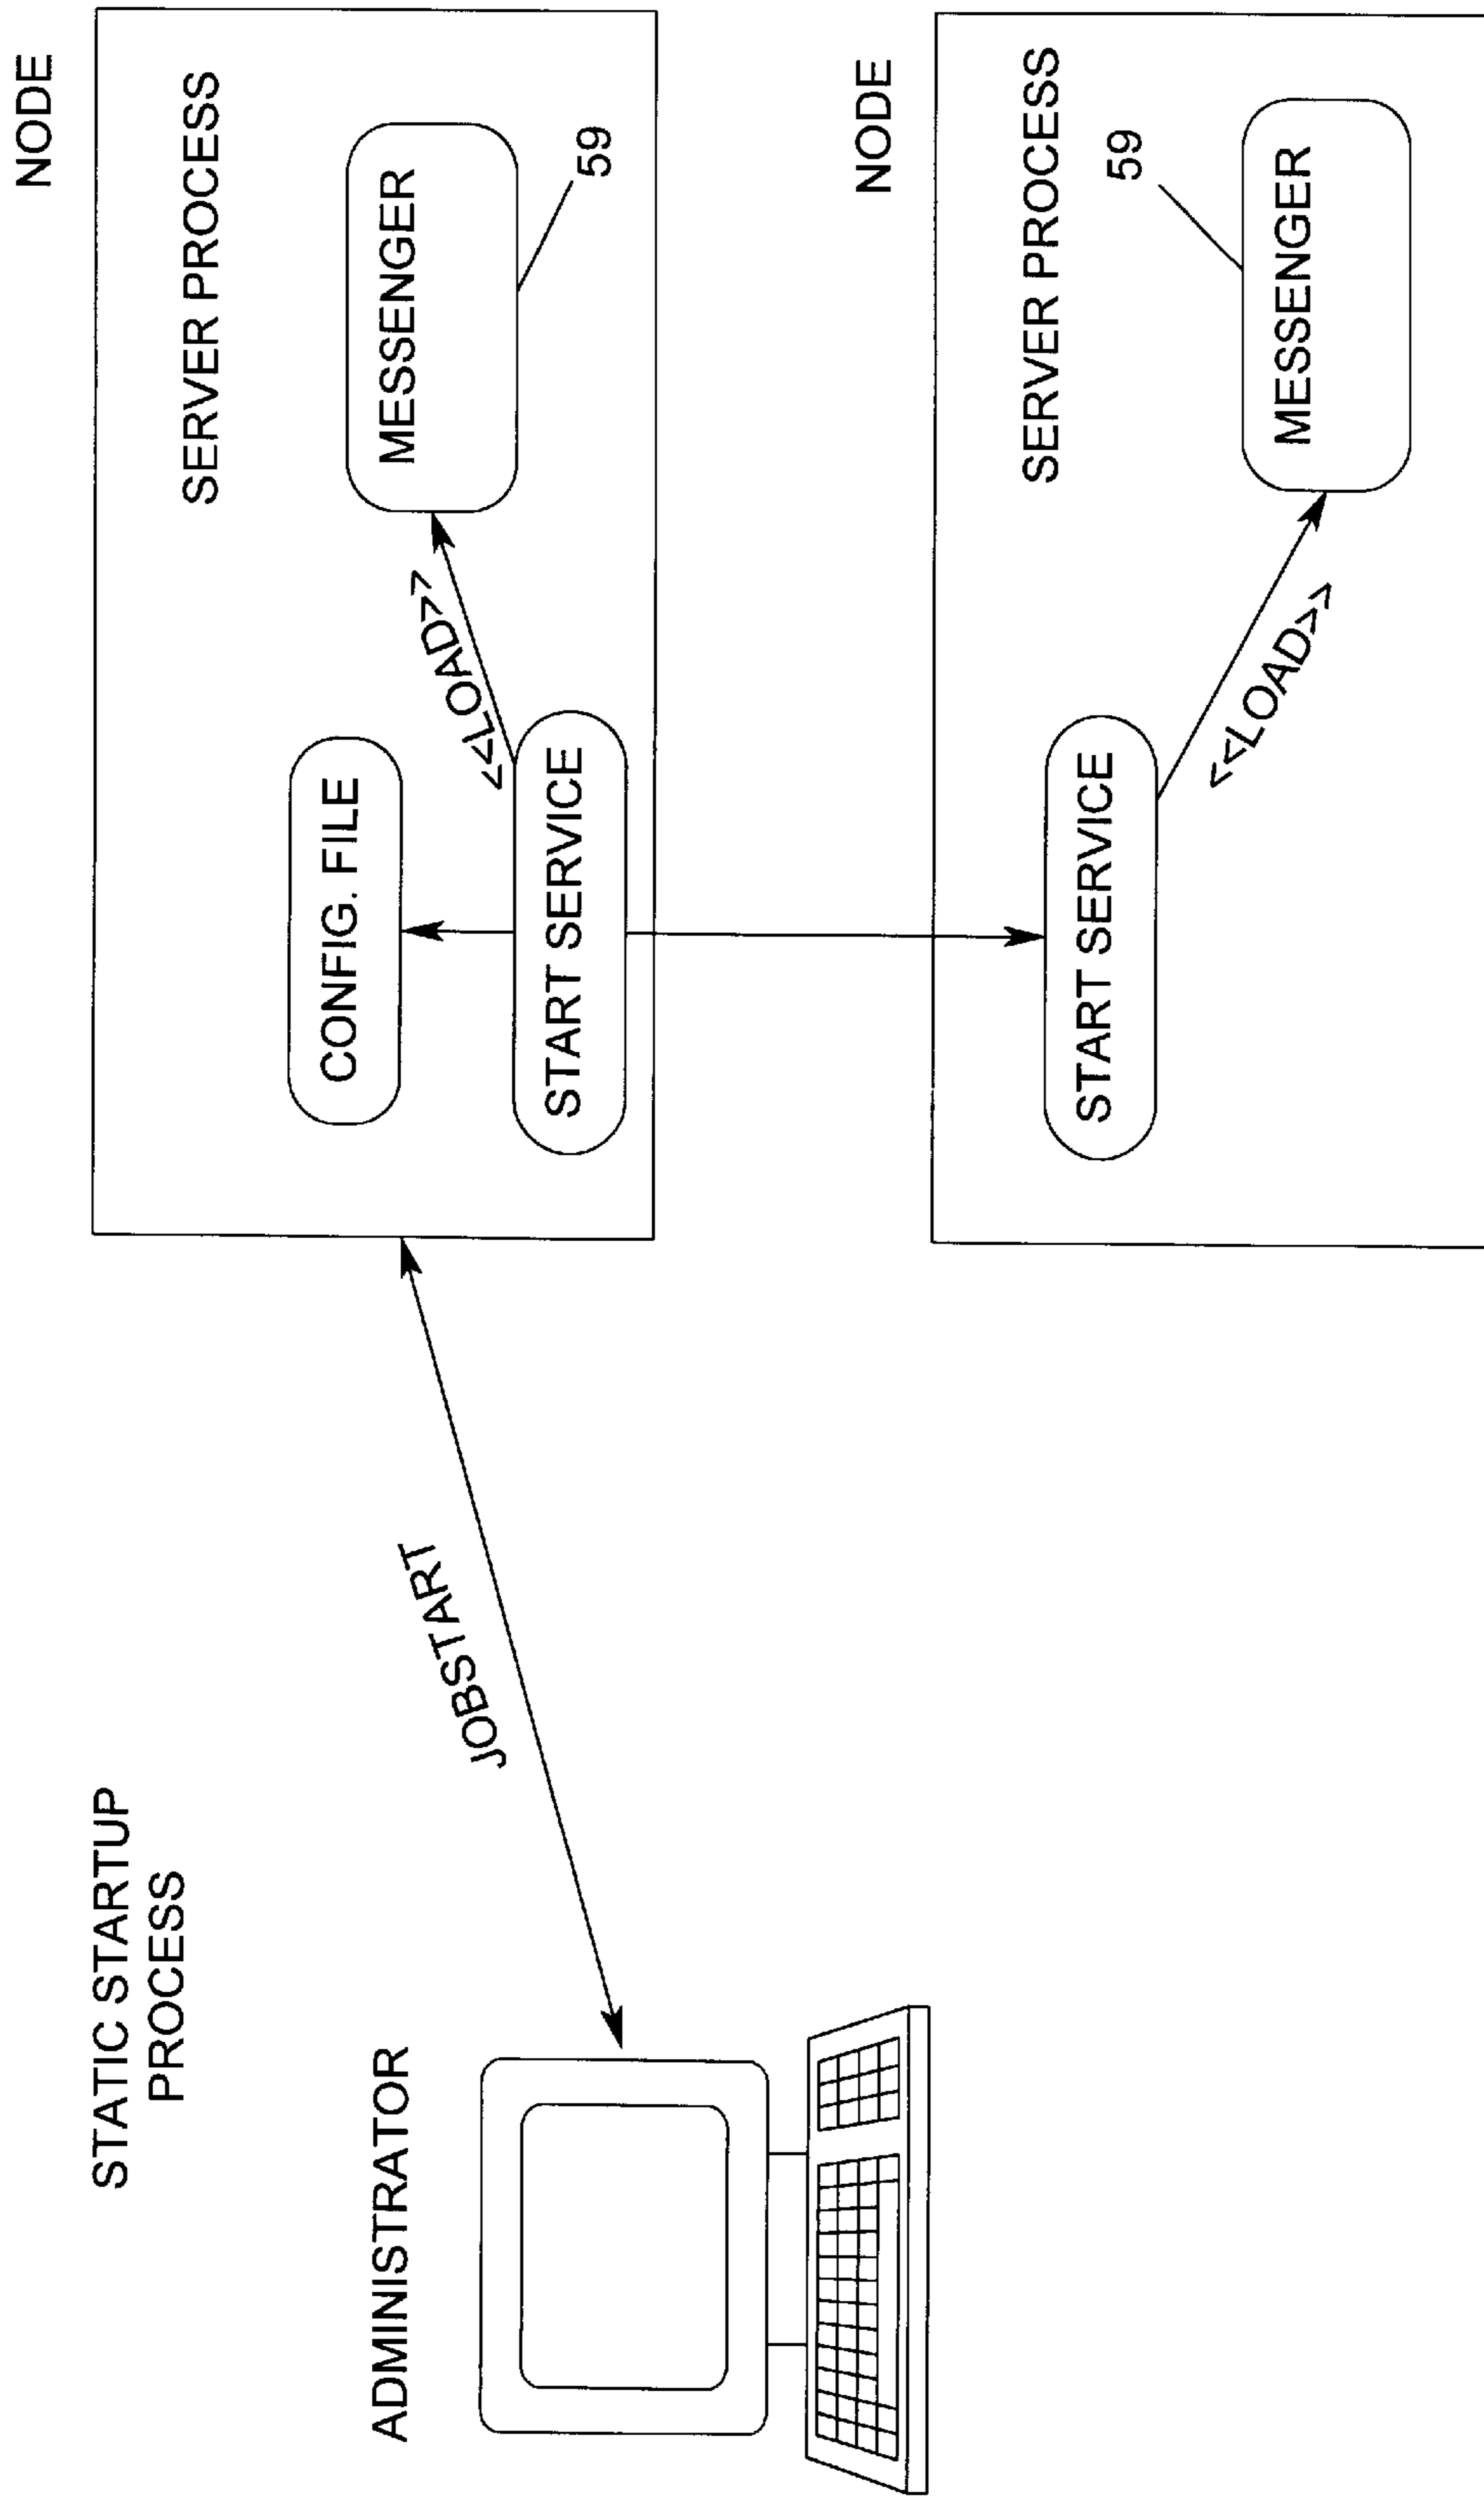 STATIC STARTUP
PROCESS
ADMINISTRATOR
JOBSTART
NODE
SERVER PROCESS
CONFIG. FILE
<<LOAD>>
MESSENGER
START SERVICE
59
NODE
SERVER PROCESS
59
START SERVICE
<<LOAD>>
MESSENGER